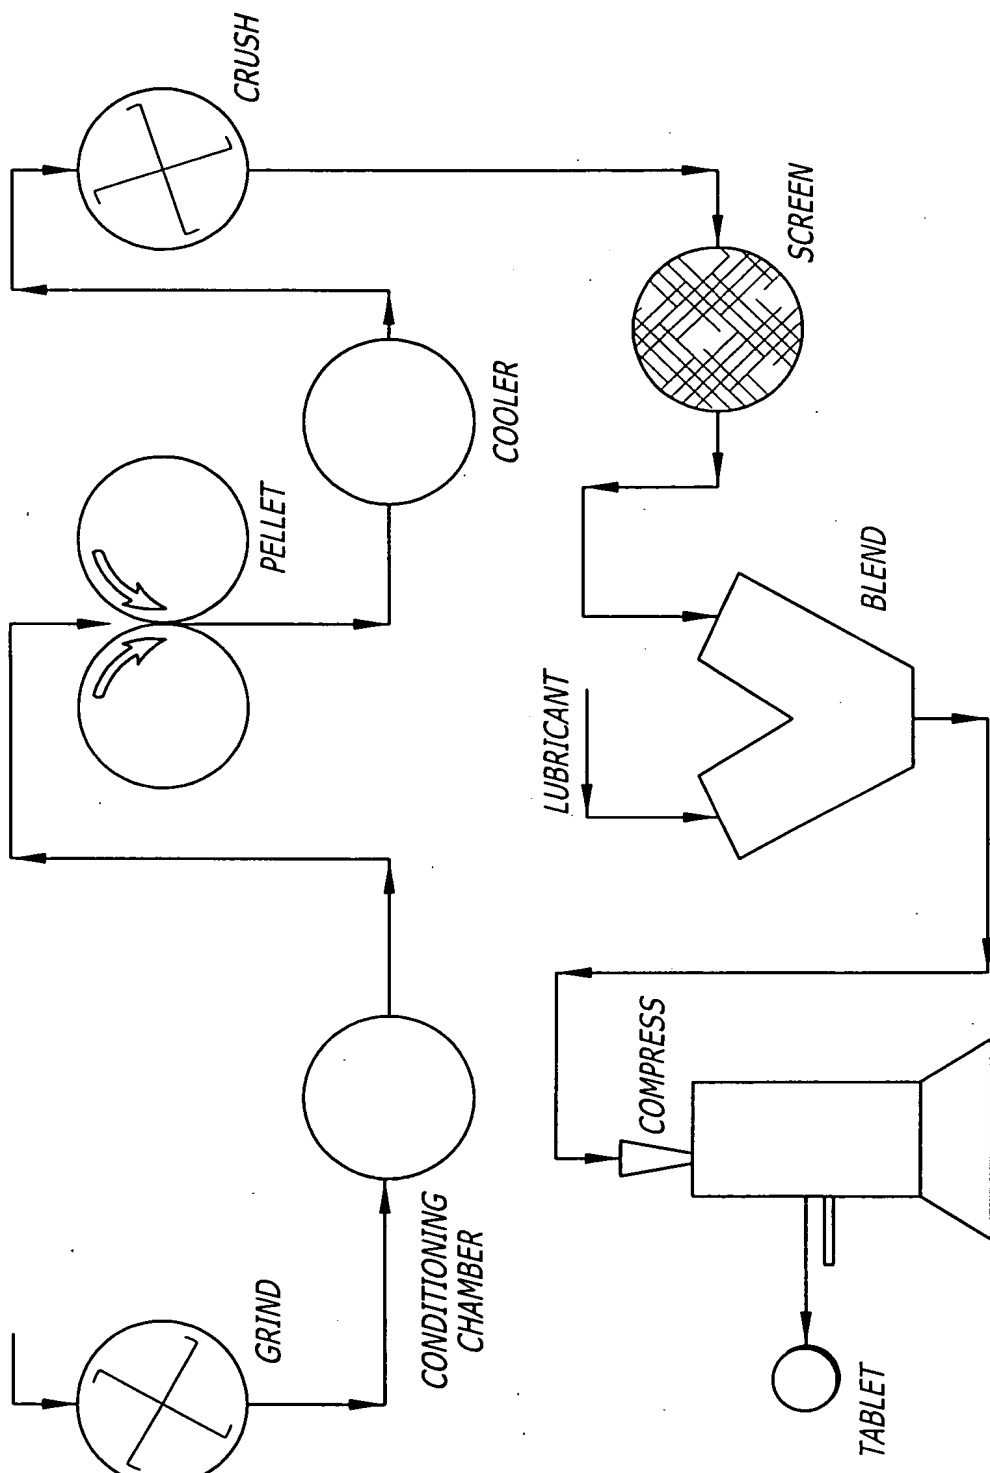 GRIND
CONDITIONING
CHAMBER
PELLET
COOLER
CRUSH
SCREEN
LUBRICANT
BLEND
COMPRESS
TABLET